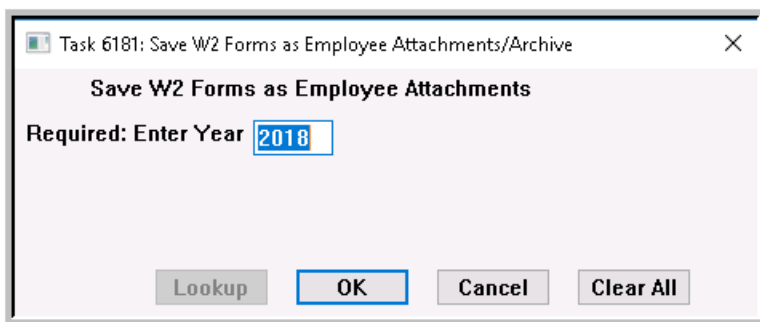 Task 6181: Save W2 Forms as Employee Attachments/Archive
Save W2 Forms as Employee Attachments
Required: Enter Year 2018
Lookup OK Cancel Clear All